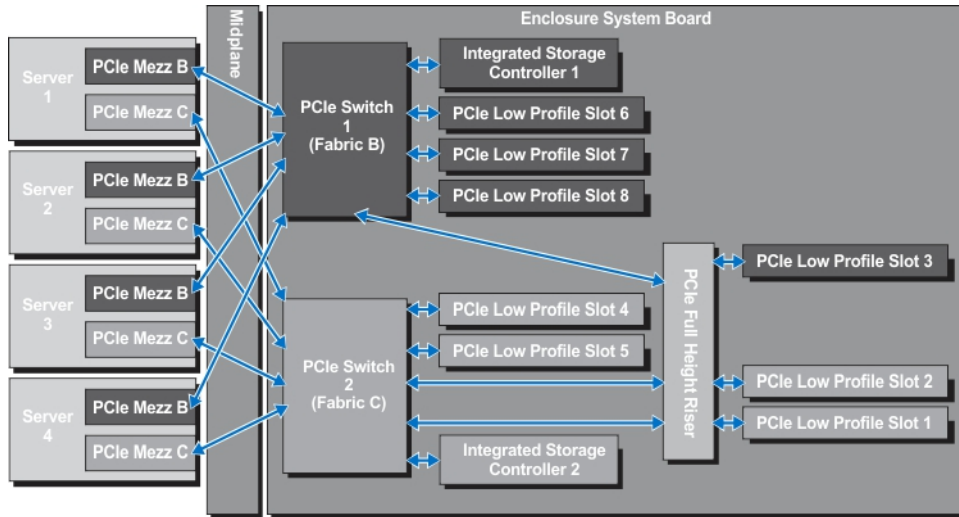 Enclosure System Board
Midplane
Server
1
PCIe Mezz B
PCIe Mezz C
Server
2
PCIe Mezz B
PCIe Mezz C
Server
3
PCIe Mezz B
PCIe Mezz C
Server
4
PCIe Mezz B
PCIe Mezz C
PCIe Switch
1
(Fabric B)
Integrated Storage
Controller 1
PCIe Low Profile Slot 6
PCIe Low Profile Slot 7
PCIe Low Profile Slot 8
PCIe Switch
2
(Fabric C)
PCIe Low Profile Slot 4
PCIe Low Profile Slot 5
Integrated Storage
Controller 2
PCIe Full Height Riser
PCIe Low Profile Slot 3
PCIe Low Profile Slot 2
PCIe Low Profile Slot 1